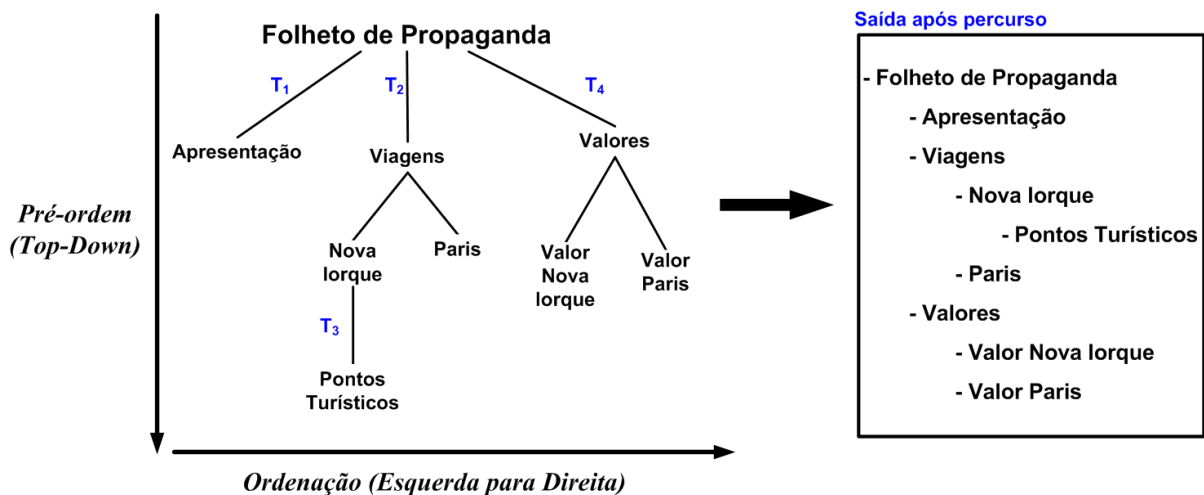 Saída após percurso
Folheto de Propaganda
T1
T2
T4
Apresentação
Viagens
Valores
Pré-ordem
(Top-Down)
Nova
Iorque
Paris
Valor
Nova
Iorque
Valor
Paris
T3
Pontos
Turísticos
Ordenação (Esquerda para Direita)
- Folheto de Propaganda
- Apresentação
- Viagens
- Nova Iorque
- Pontos Turísticos
- Paris
- Valores
- Valor Nova Iorque
- Valor Paris